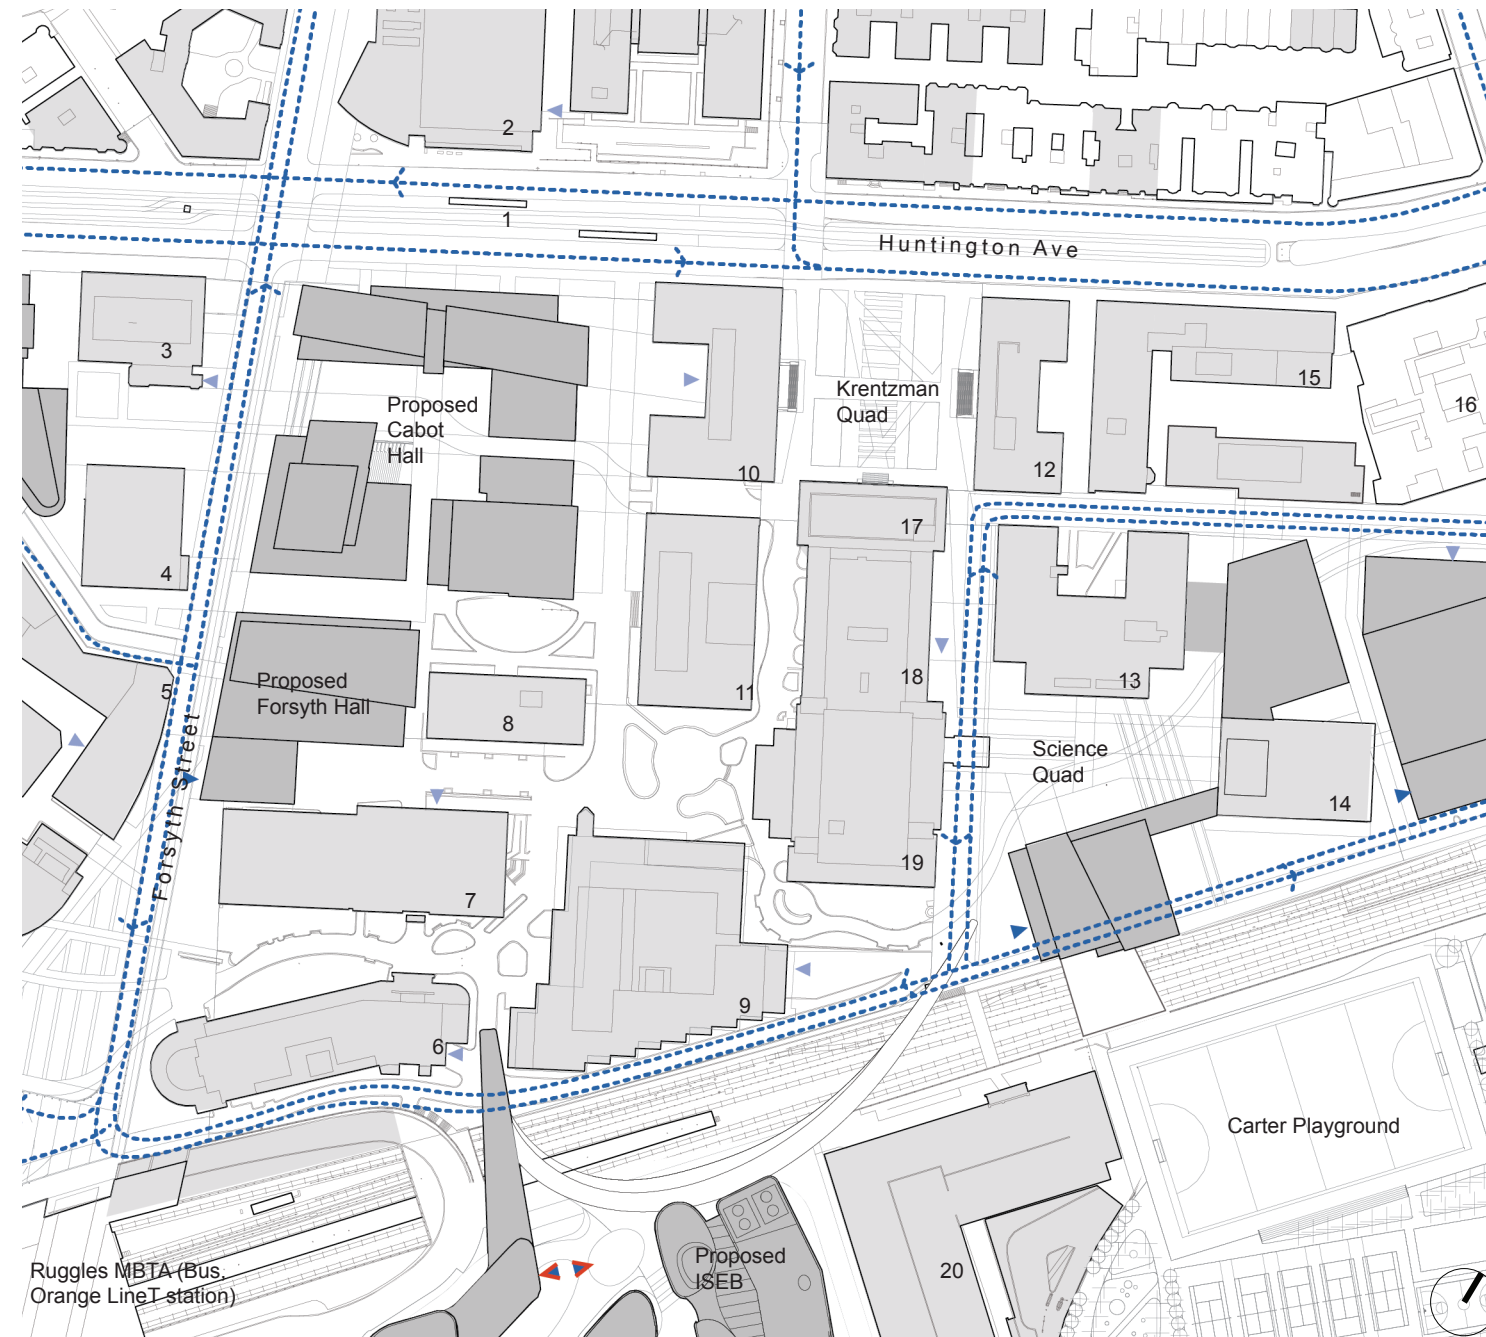 2
1
Huntington Ave
3
15
Krentzman
Quad
16
Proposed
Cabot
Hall
10
12
17
4
18
13
5
Proposed
Forsyth Hall
11
8
Science
Quad
14
Forsyth Street
7
19
9
6
Carter Playground
Proposed
ISEB
20
Ruggles MBTA (Bus,
Orange LineT station)